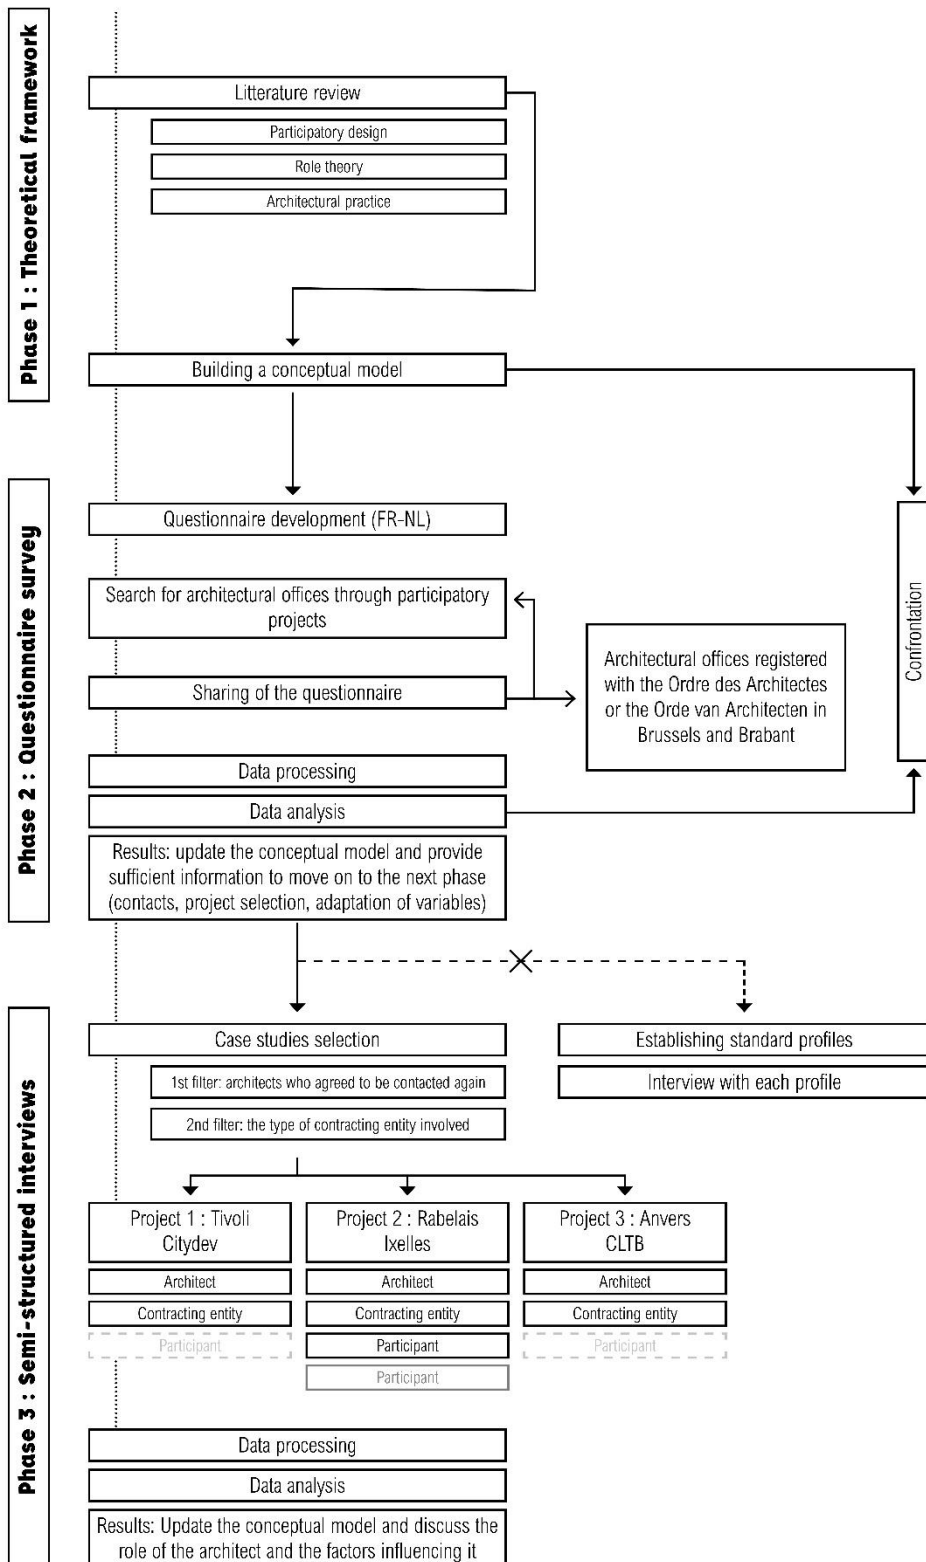 Phase 1 : Theoretical framework
Litterature review
Participatory design
Role theory
Architectural practice
Building a conceptual model
Phase 2 : Questionnaire survey
Questionnaire development (FR-NL)
Search for architectural offices through participatory
projects
Sharing of the questionnaire
Architectural offices registered
with the Ordre des Architectes
or the Orde van Architecten in
Brussels and Brabant
Confrontation
Data processing
Data analysis
Results: update the conceptual model and provide
sufficient information to move on to the next phase
(contacts, project selection, adaptation of variables)
Phase 3 : Semi-structured interviews
Case studies selection
1st filter: architects who agreed to be contacted again
2nd filter: the type of contracting entity involved
Establishing standard profiles
Interview with each profile
Project 1 : Tivoli
Citydev
Architect
Contracting entity
Participant
Project 2 : Rabelais
Ixelles
Architect
Contracting entity
Participant
Participant
Project 3 : Anvers
CLTB
Architect
Contracting entity
Participant
Data processing
Data analysis
Results: Update the conceptual model and discuss the
role of the architect and the factors influencing it